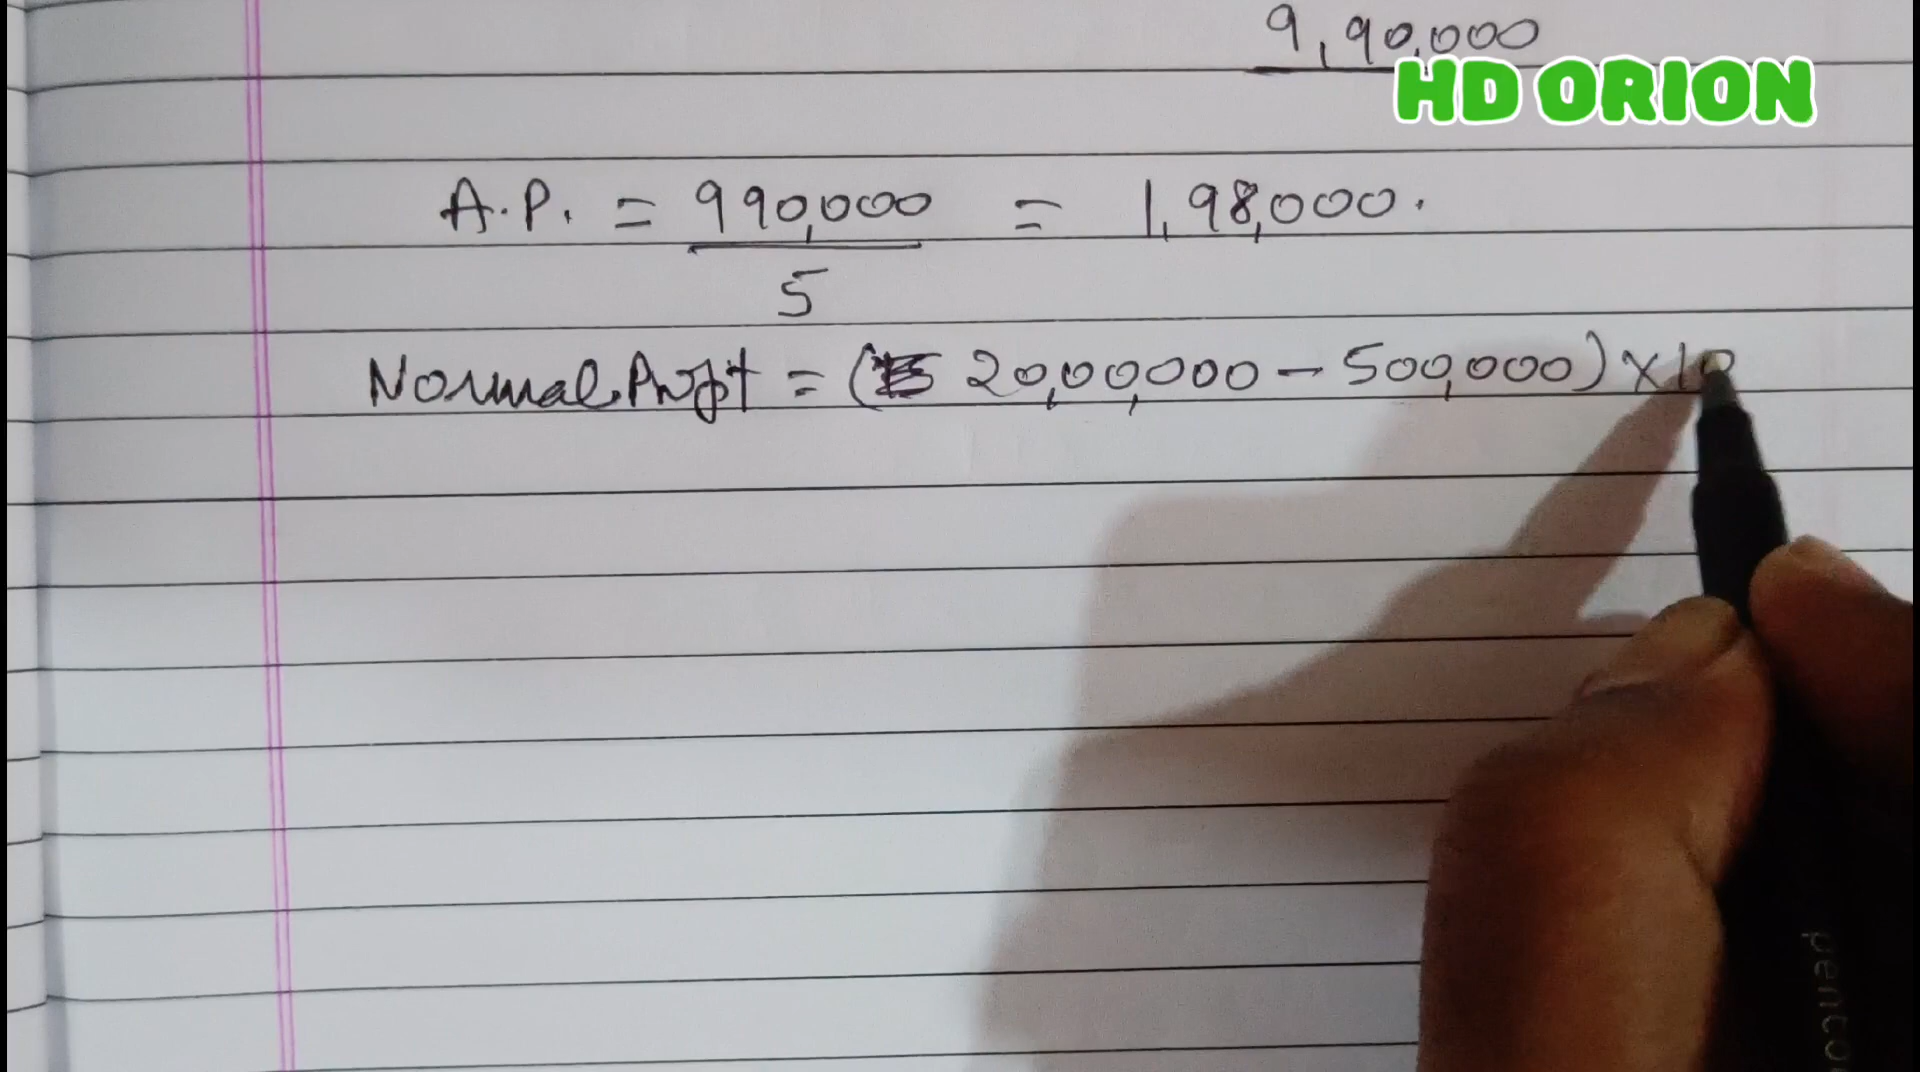 9,90,000
HD ORION
A.P. = 990,000 = 1,98,000.
5
Normal Profit = ( 20,00,000 - 500,000) x 10
pento